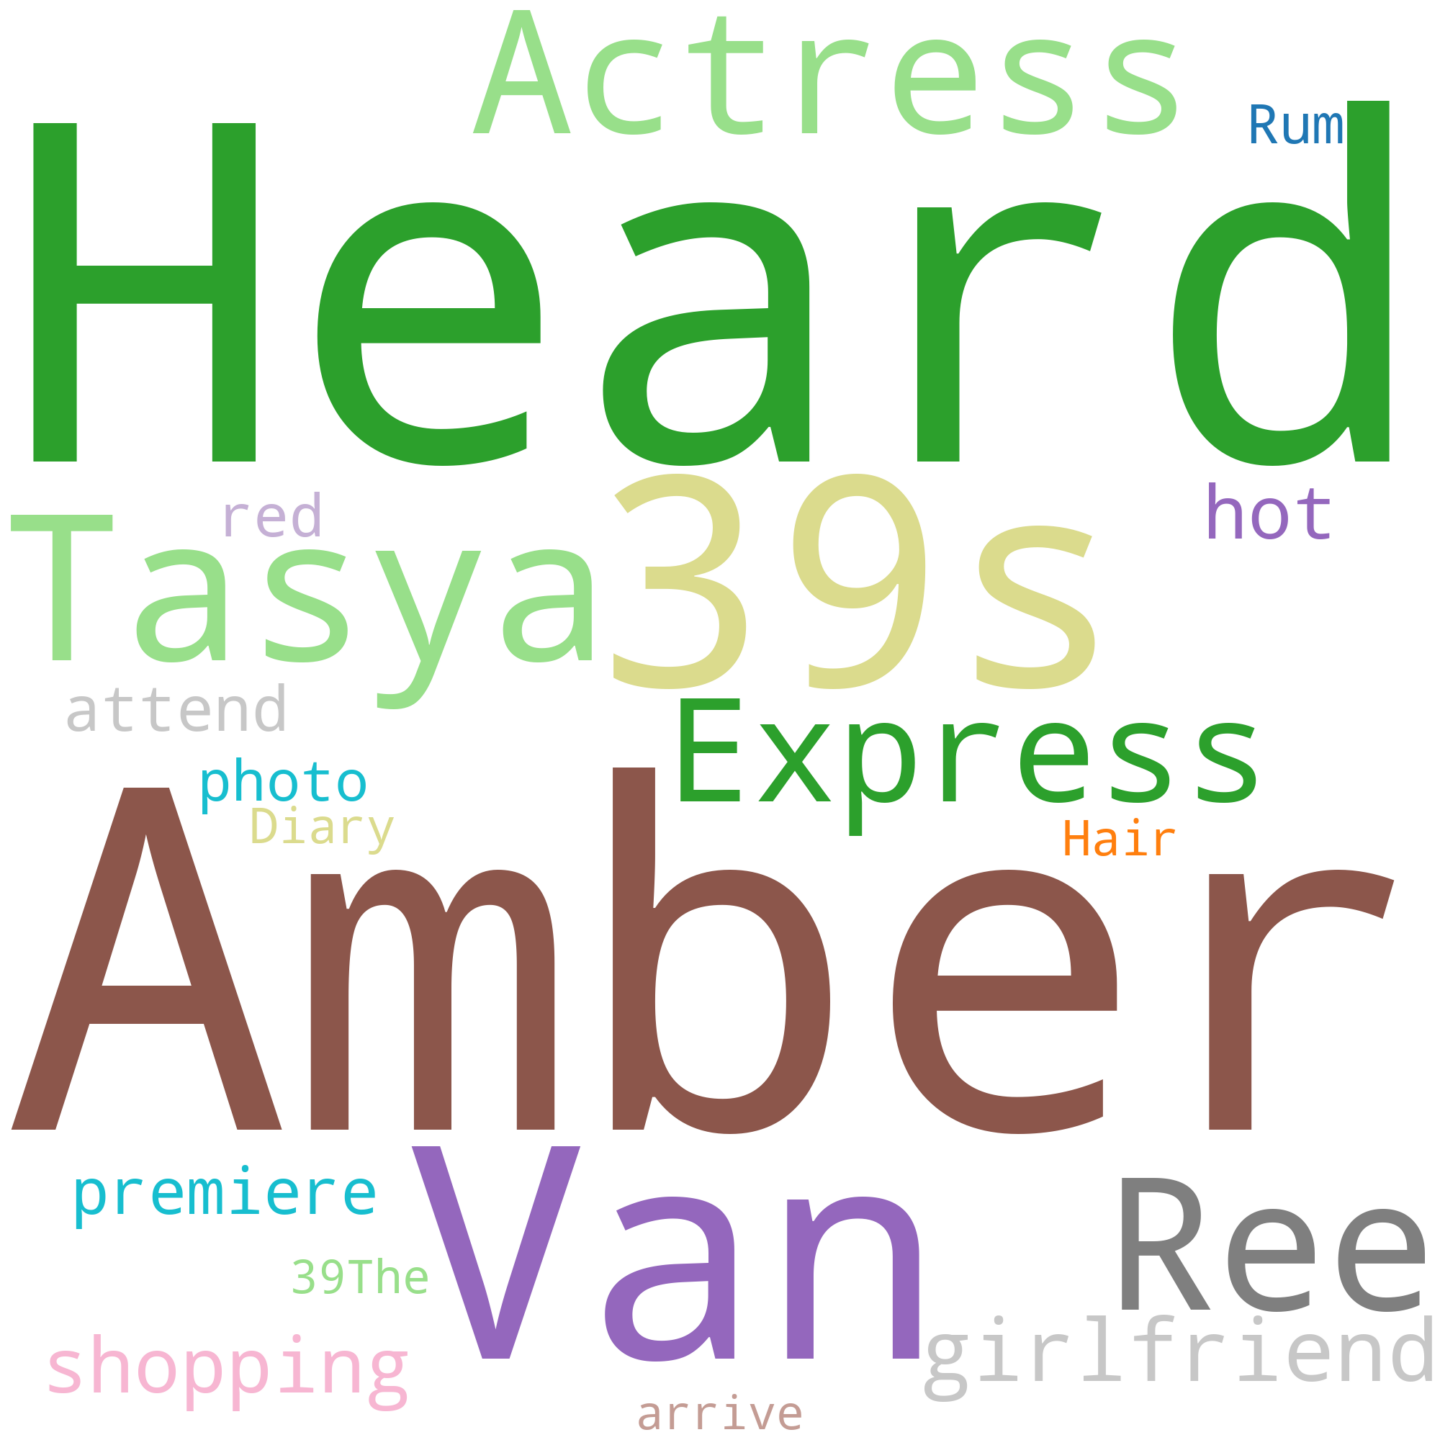 Actress
Rum
Heard
red
Tasya
39s
hot
attend
Express
photo
Diary
Hair
Amber
premiere
Van
Ree
39The
girlfriend
shopping
arrive